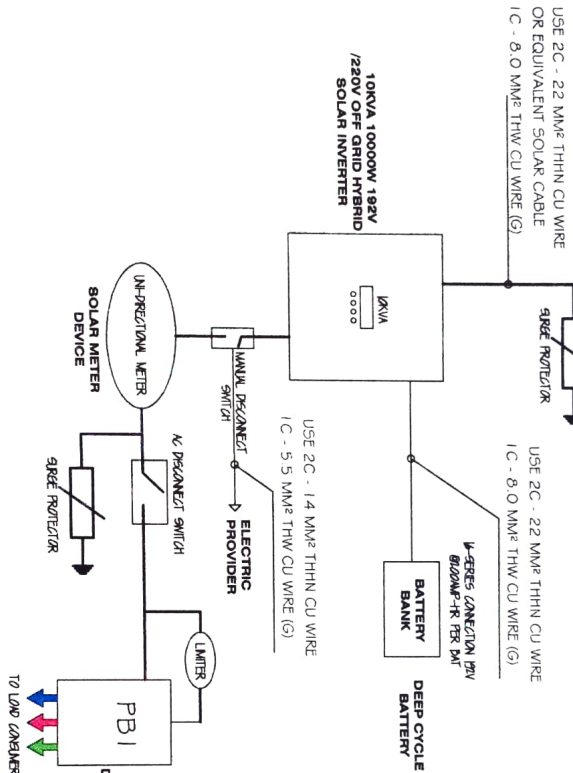 USE 2C - 22 MM² THHN CU WIRE
OR EQUIVALENT SOLAR CABLE
1C - 8.0 MM² THW CU WIRE (G)
SURGE PROTECTOR
10KVA 10000W 192V
/220V OFF GRID HYBRID
SOLAR INVERTER
10KVA
USE 2C - 22 MM² THHN CU WIRE
1C - 8.0 MM² THW CU WIRE (G)
16-SERIES CONNECTION 192V
PER BAT
BATTERY
BANK
DEEP CYCLE
BATTERY
USE 2C - 14 MM² THHN CU WIRE
1C - 5.5 MM² THW CU WIRE (G)
MANUAL DISCONNECT
SWITCH
ELECTRIC
PROVIDER
UNI-DIRECTIONAL METER
SOLAR METER
DEVICE
AC DISCONNECT SWITCH
SURGE PROTECTOR
LIMITER
PB1
TO LOAD CONSUMER